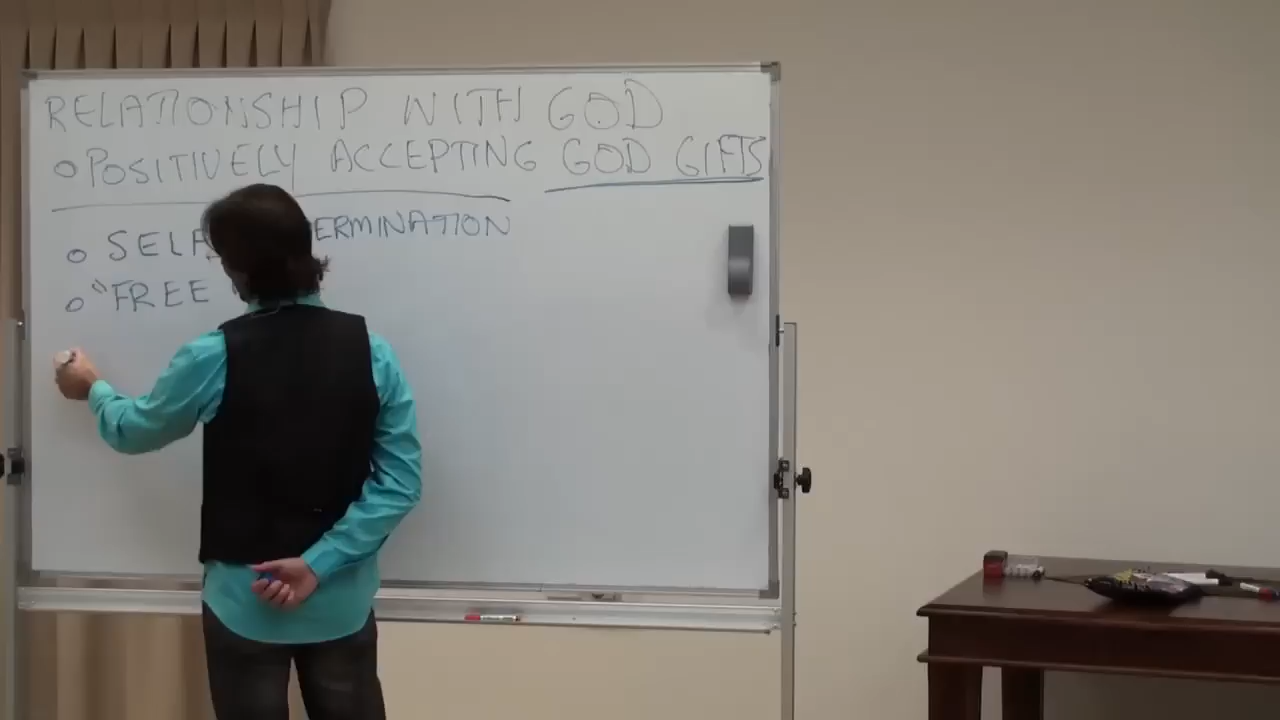 RELATIONSHIP WITH GOD
POSITIVELY ACCEPTING GOD GIFTS
SELF ERMINATION
"FREE